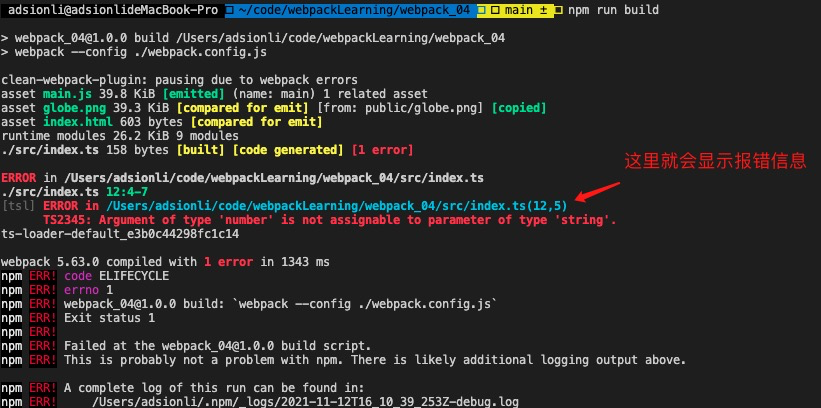 adsionli@adsionlideMacBook-Pro ~/code/webpackLearning/webpack_04 main ± npm run build
> webpack_04@1.0.0 build /Users/adsionli/code/webpackLearning/webpack_04
> webpack --config ./webpack.config.js
clean-webpack-plugin: pausing due to webpack errors
asset main.js 39.8 KiB [emitted] (name: main) 1 related asset
asset globe.png 39.3 KiB [compared for emit] [from: public/globe.png] [copied]
asset index.html 603 bytes [compared for emit]
runtime modules 26.2 KiB 9 modules
./src/index.ts 158 bytes [built] [code generated] [1 error]
这里就会显示报错信息
ERROR in /Users/adsionli/code/webpackLearning/webpack_04/src/index.ts
./src/index.ts 12:4-7
[tsl] ERROR in /Users/adsionli/code/webpackLearning/webpack_04/src/index.ts(12,5)
TS2345: Argument of type 'number' is not assignable to parameter of type 'string'.
ts-loader-default_e3b0c44298fc1c14
webpack 5.63.0 compiled with 1 error in 1343 ms
npm ERR! code ELIFECYCLE
npm ERR! errno 1
npm ERR! webpack_04@1.0.0 build: `webpack --config ./webpack.config.js`
npm ERR! Exit status 1
npm ERR!
npm ERR! Failed at the webpack_04@1.0.0 build script.
npm ERR! This is probably not a problem with npm. There is likely additional logging output above.
npm ERR! A complete log of this run can be found in:
npm ERR! /Users/adsionli/.npm/_logs/2021-11-12T16_10_39_253Z-debug.log